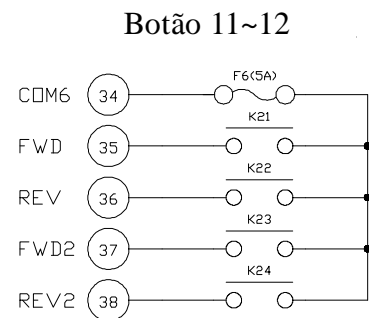 Botão 11~12
F6(5A)
COM6 34
K21
FWD 35
K22
REV 36
K23
FWD2 37
K24
REV2 38